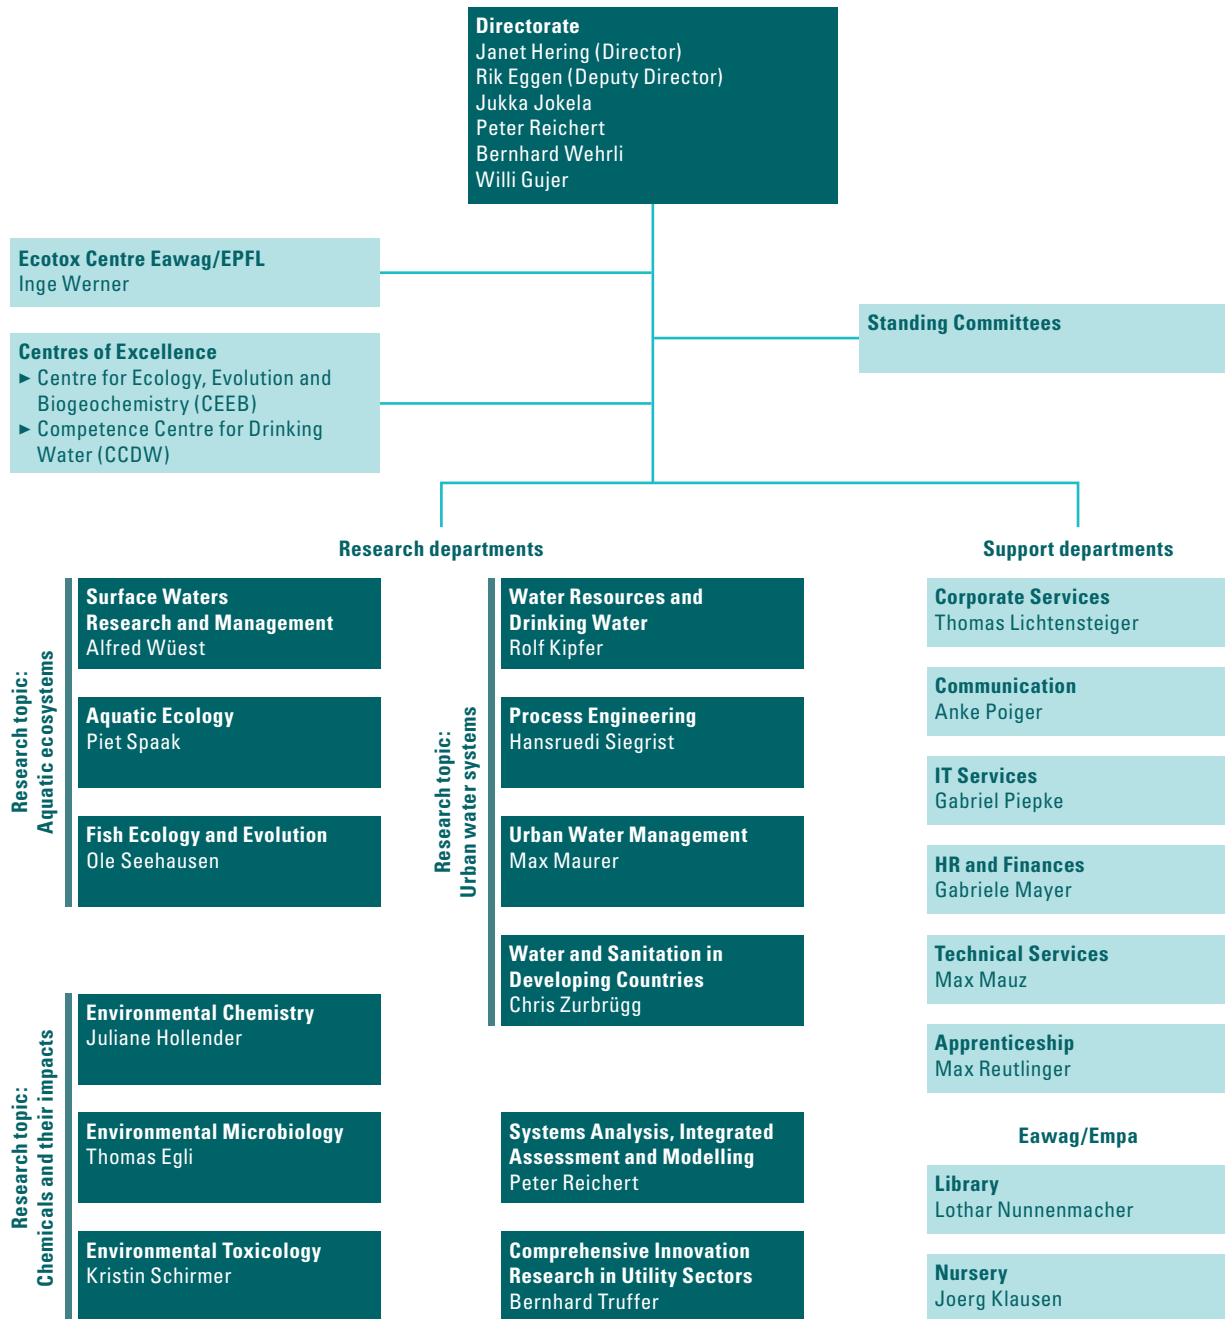 Directorate
Janet Hering (Director)
Rik Eggen (Deputy Director)
Jukka Jokela
Peter Reichert
Bernhard Wehrli
Willi Gujer
Ecotox Centre Eawag/EPFL
Inge Werner
Standing Committees
Centres of Excellence
► Centre for Ecology, Evolution and
Biogeochemistry (CEEB)
► Competence Centre for Drinking
Water (CCDW)
Research departments
Research topic:
Aquatic ecosystems
Surface Waters
Research and Management
Alfred Wüest
Aquatic Ecology
Piet Spaak
Fish Ecology and Evolution
Ole Seehausen
Research topic:
Chemicals and their impacts
Environmental Chemistry
Juliane Hollender
Environmental Microbiology
Thomas Egli
Environmental Toxicology
Kristin Schirmer
Research topic:
Urban water systems
Water Resources and
Drinking Water
Rolf Kipfer
Process Engineering
Hansruedi Siegrist
Urban Water Management
Max Maurer
Water and Sanitation in
Developing Countries
Chris Zurbrügg
Systems Analysis, Integrated
Assessment and Modelling
Peter Reichert
Comprehensive Innovation
Research in Utility Sectors
Bernhard Truffer
Support departments
Corporate Services
Thomas Lichtensteiger
Communication
Anke Poiger
IT Services
Gabriel Piepke
HR and Finances
Gabriele Mayer
Technical Services
Max Mauz
Apprenticeship
Max Reutlinger
Eawag/Empa
Library
Lothar Nunnenmacher
Nursery
Joerg Klausen